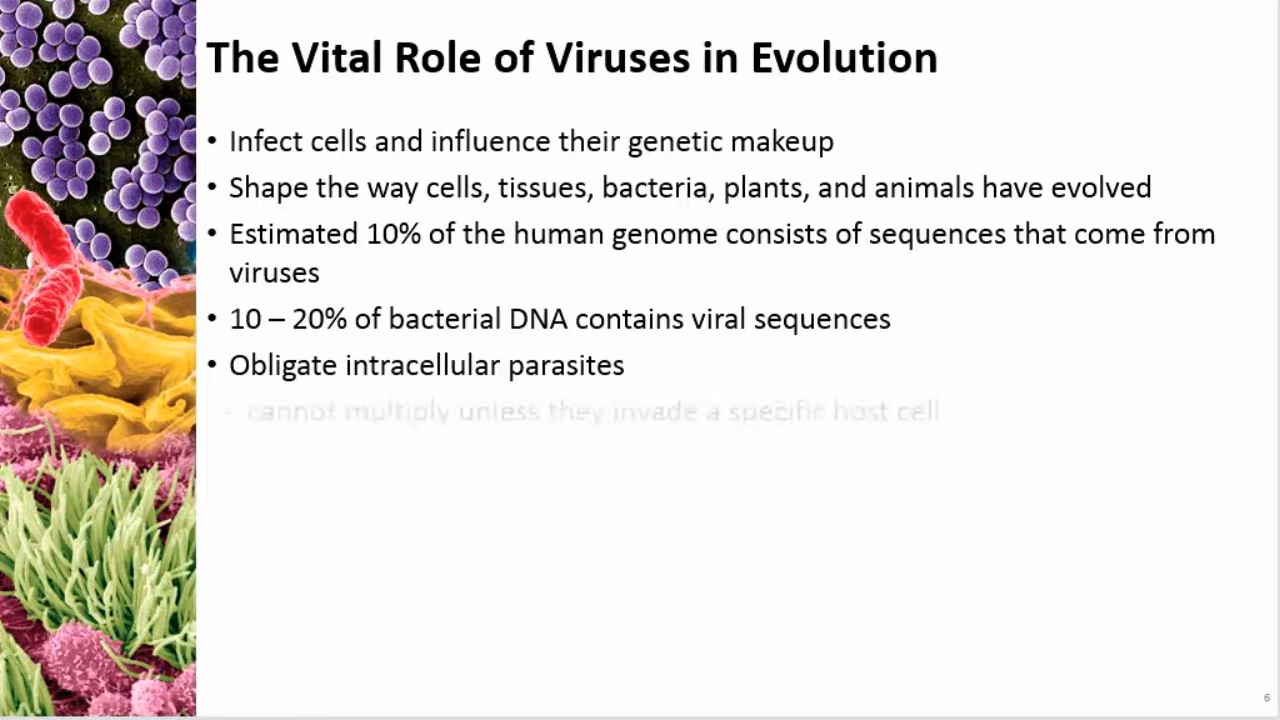 The Vital Role of Viruses in Evolution
• Infect cells and influence their genetic makeup
• Shape the way cells, tissues, bacteria, plants, and animals have evolved
• Estimated 10% of the human genome consists of sequences that come from
viruses
• 10 – 20% of bacterial DNA contains viral sequences
• Obligate intracellular parasites
- cannot multiply unless they invade a specific host cell
6